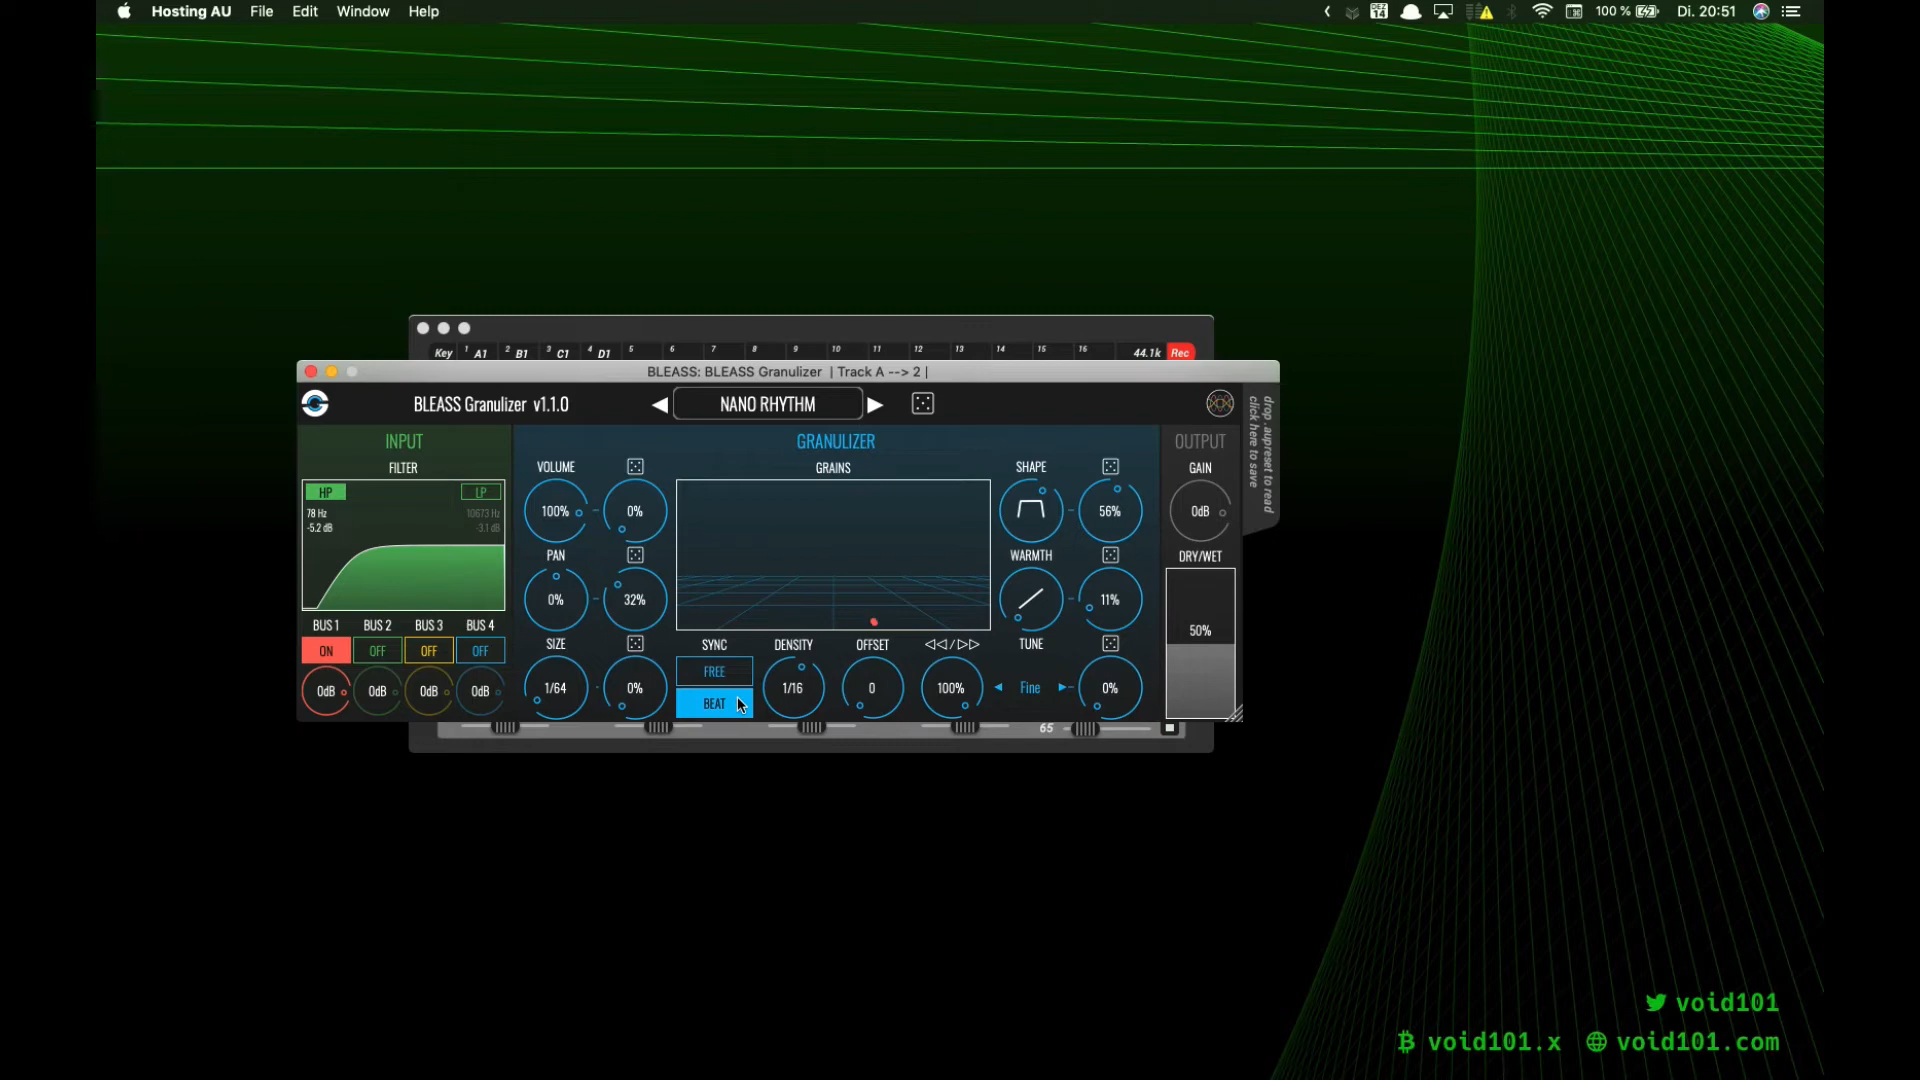 Hosting AU File Edit Window Help
DEZ 14 100 % Di. 20:51
Key 1 A1 2 B1 3 C1 4 D1 5 6 7 8 9 10 11 12 13 14 15 16 44.1k Rec
BLEASS: BLEASS Granulizer | Track A --> 2 |
BLEASS Granulizer v1.1.0
NANO RHYTHM
drop .aupreset to read
click here to save
INPUT
FILTER
HP LP
78 Hz 10673 Hz
-5.2 dB -3.1 dB
BUS 1 BUS 2 BUS 3 BUS 4
ON OFF OFF OFF
0dB 0dB 0dB 0dB
GRANULIZER
VOLUME
100% 0%
PAN
0% 32%
SIZE
1/64 0%
GRAINS
SYNC DENSITY OFFSET
FREE
BEAT
1/16 0 100%
SHAPE
56%
WARMTH
11%
TUNE
Fine 0%
OUTPUT
GAIN
0dB
DRY/WET
50%
65
void101
void101.x void101.com